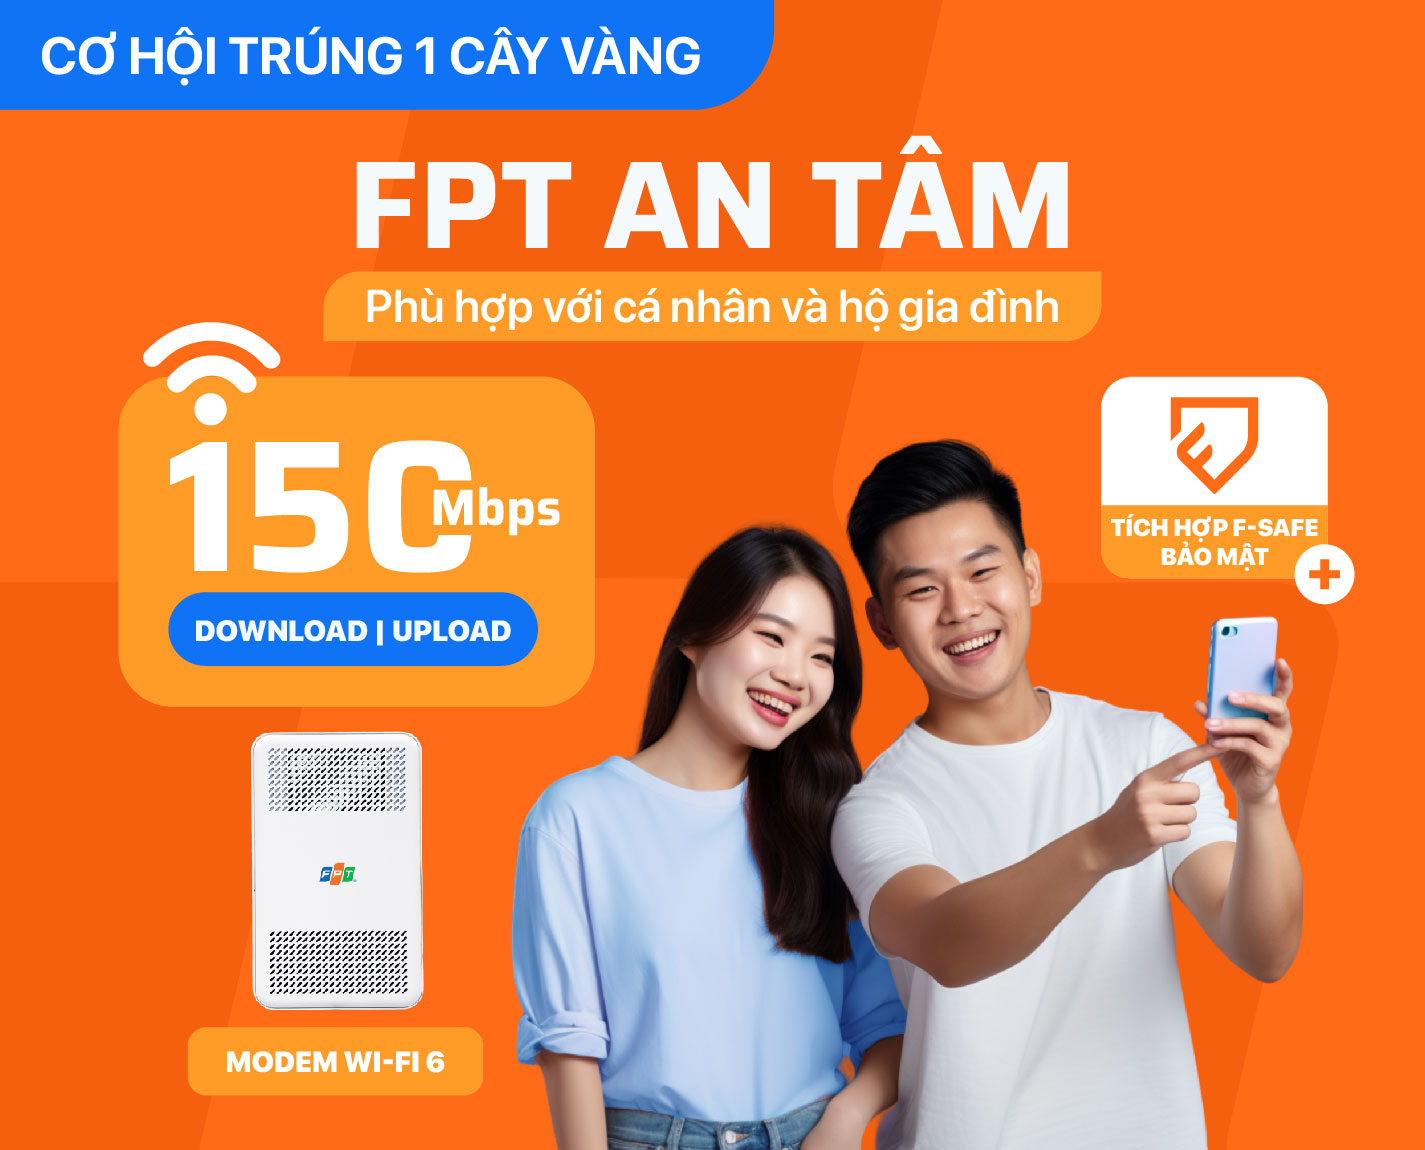 CƠ HỘI TRÚNG 1 CÂY VÀNG
FPT AN TÂM
Phù hợp với cá nhân và hộ gia đình
150 Mbps
DOWNLOAD | UPLOAD
TÍCH HỢP F-SAFE
BẢO MẬT
+
FPT
MODEM WI-FI 6